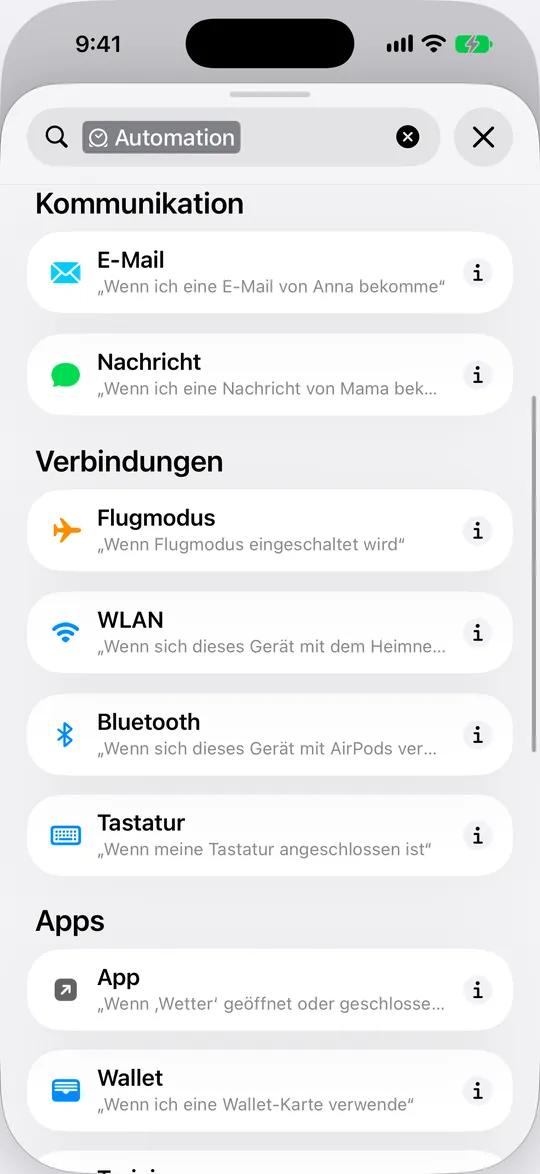 9:41
Automation
Kommunikation
E-Mail
„Wenn ich eine E-Mail von Anna bekomme“
Nachricht
„Wenn ich eine Nachricht von Mama bek...
Verbindungen
Flugmodus
„Wenn Flugmodus eingeschaltet wird“
WLAN
„Wenn sich dieses Gerät mit dem Heimne...
Bluetooth
„Wenn sich dieses Gerät mit AirPods ver...
Tastatur
„Wenn meine Tastatur angeschlossen ist“
Apps
App
„Wenn ‚Wetter‘ geöffnet oder geschlosse...
Wallet
„Wenn ich eine Wallet-Karte verwende“